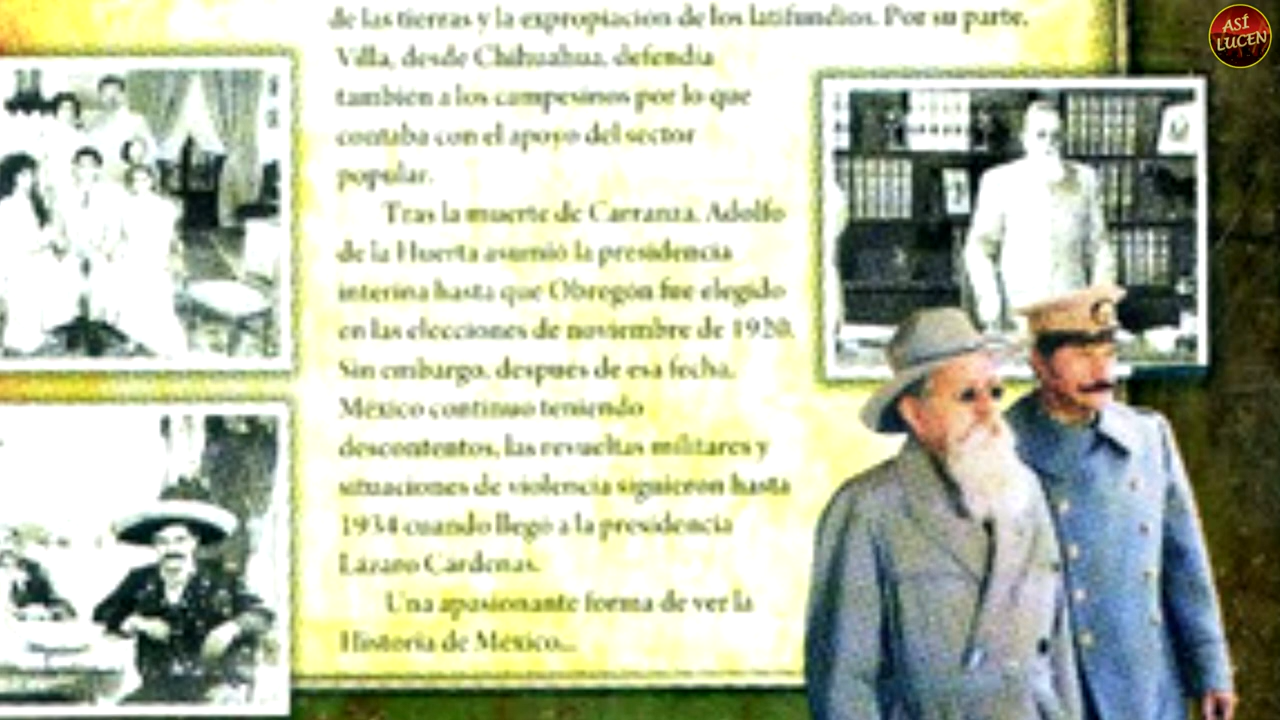 de las tierras y la expropiación de los latifundios. Por su parte,
Villa, desde Chihuahua, defendía
también a los campesinos por lo que
contaba con el apoyo del sector
popular.
Tras la muerte de Carranza, Adolfo
de la Huerta asumió la presidencia
interina hasta que Obregón fue elegido
en las elecciones de noviembre de 1920.
Sin embargo, después de esa fecha,
México continuo teniendo
descontentos, las revueltas militares y
situaciones de violencia siguieron hasta
1934 cuando llegó a la presidencia
Lázaro Cárdenas.
Una apasionante forma de ver la
Historia de México...
ASÍ
LUCEN